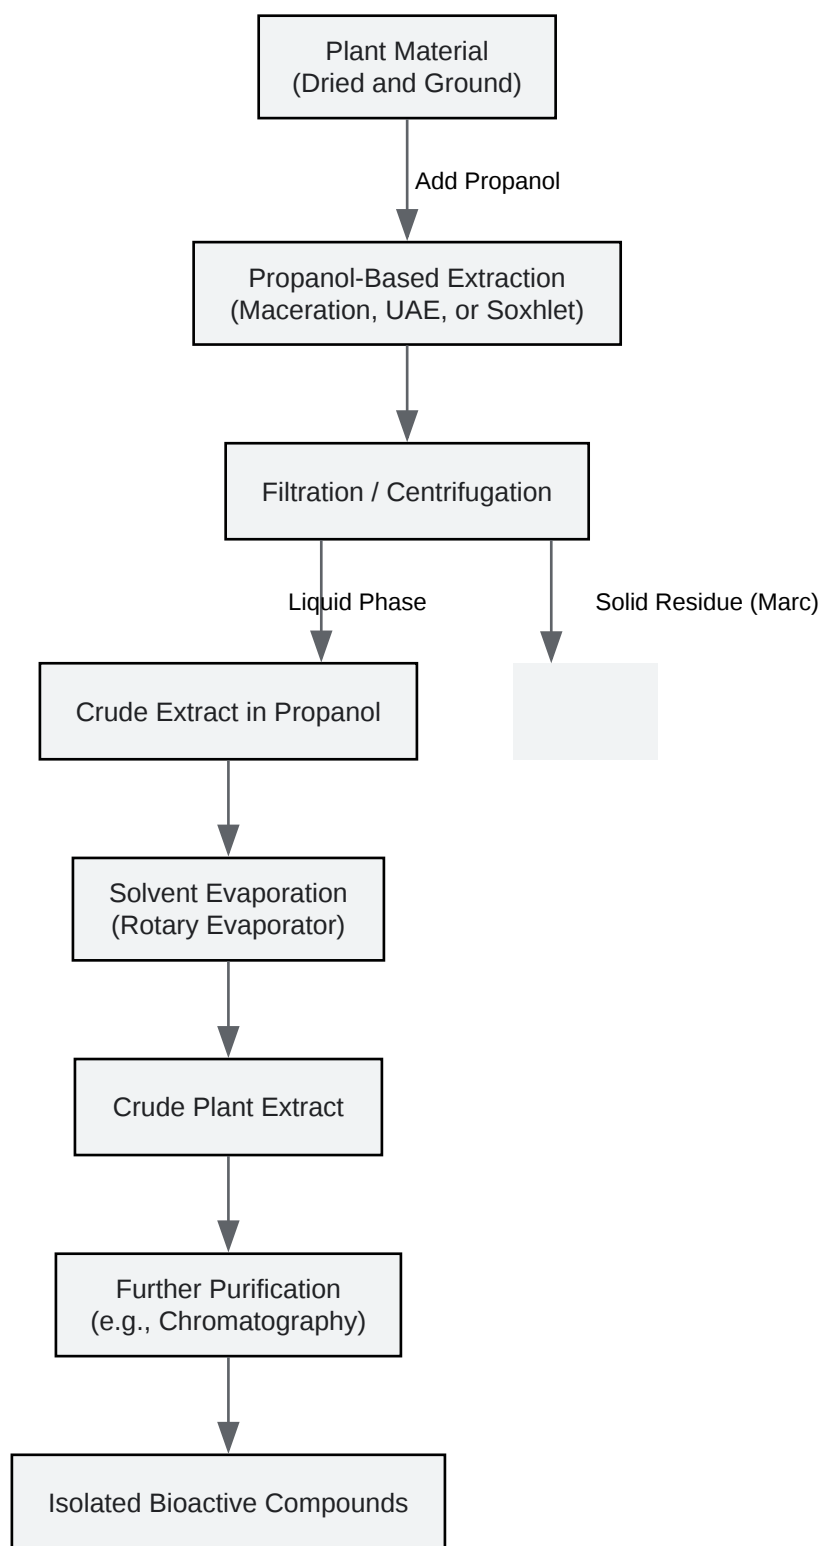 Plant Material
(Dried and Ground)
Add Propanol
Propanol-Based Extraction
(Maceration, UAE, or Soxhlet)
Filtration / Centrifugation
Liquid Phase
Solid Residue (Marc)
Crude Extract in Propanol
Solvent Evaporation
(Rotary Evaporator)
Crude Plant Extract
Further Purification
(e.g., Chromatography)
Isolated Bioactive Compounds